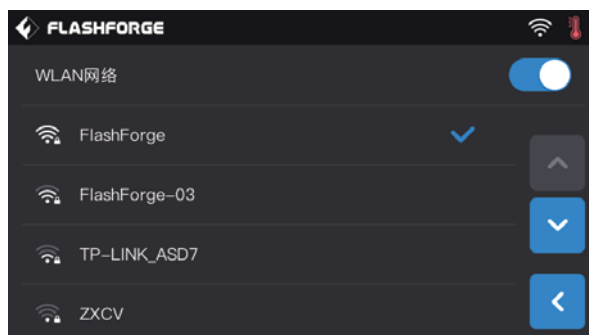 FLASHFORGE
WLAN网络
FlashForge
FlashForge-03
TP-LINK_ASD7
ZXCV